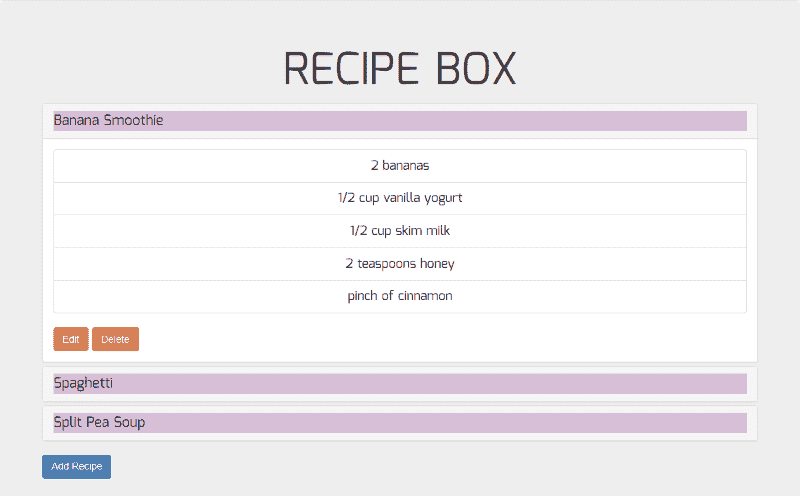 RECIPE BOX
Banana Smoothie
2 bananas
1/2 cup vanilla yogurt
1/2 cup skim milk
2 teaspoons honey
pinch of cinnamon
Edit Delete
Spaghetti
Split Pea Soup
Add Recipe